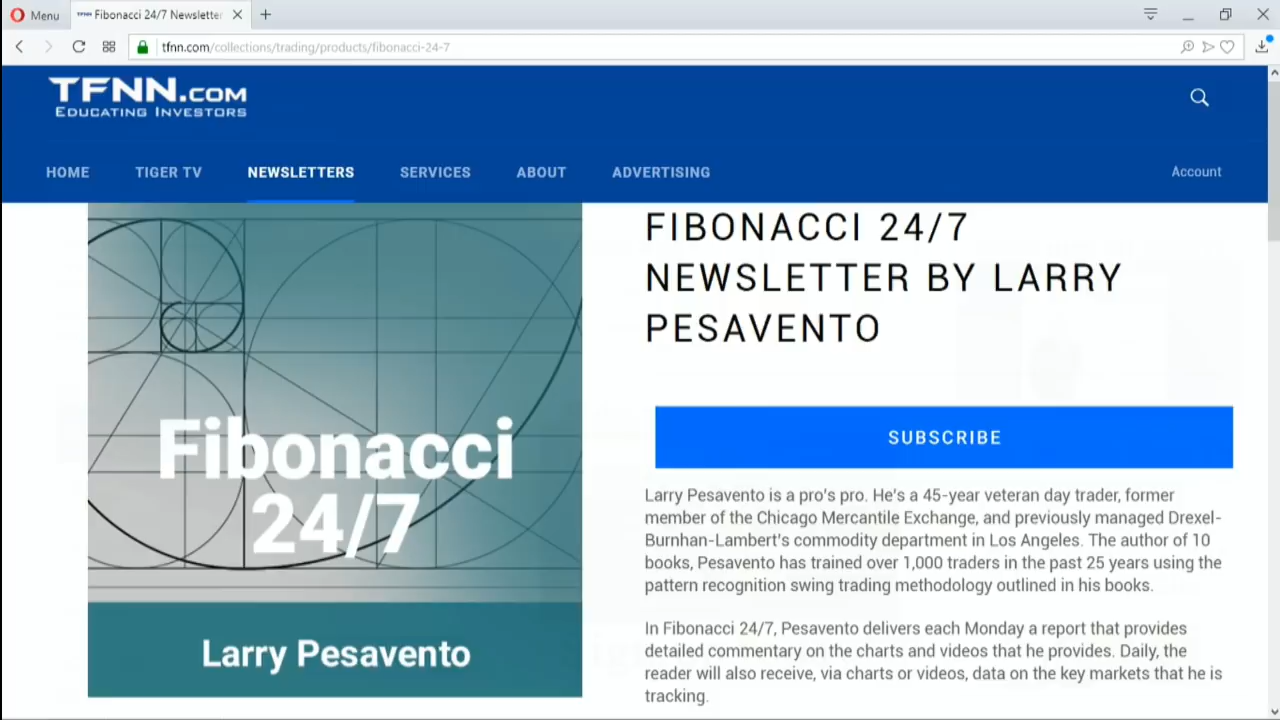 Menu
Fibonacci 24/7 Newsletter
tfnn.com/collections/trading/products/fibonacci-24-7
TFNN.COM
EDUCATING INVESTORS
HOME
TIGER TV
NEWSLETTERS
SERVICES
ABOUT
ADVERTISING
Account
Fibonacci
24/7
Larry Pesavento
FIBONACCI 24/7
NEWSLETTER BY LARRY
PESAVENTO
SUBSCRIBE
Larry Pesavento is a pro's pro. He's a 45-year veteran day trader, former
member of the Chicago Mercantile Exchange, and previously managed Drexel-
Burnhan-Lambert's commodity department in Los Angeles. The author of 10
books, Pesavento has trained over 1,000 traders in the past 25 years using the
pattern recognition swing trading methodology outlined in his books.
In Fibonacci 24/7, Pesavento delivers each Monday a report that provides
detailed commentary on the charts and videos that he provides. Daily, the
reader will also receive, via charts or videos, data on the key markets that he is
tracking.